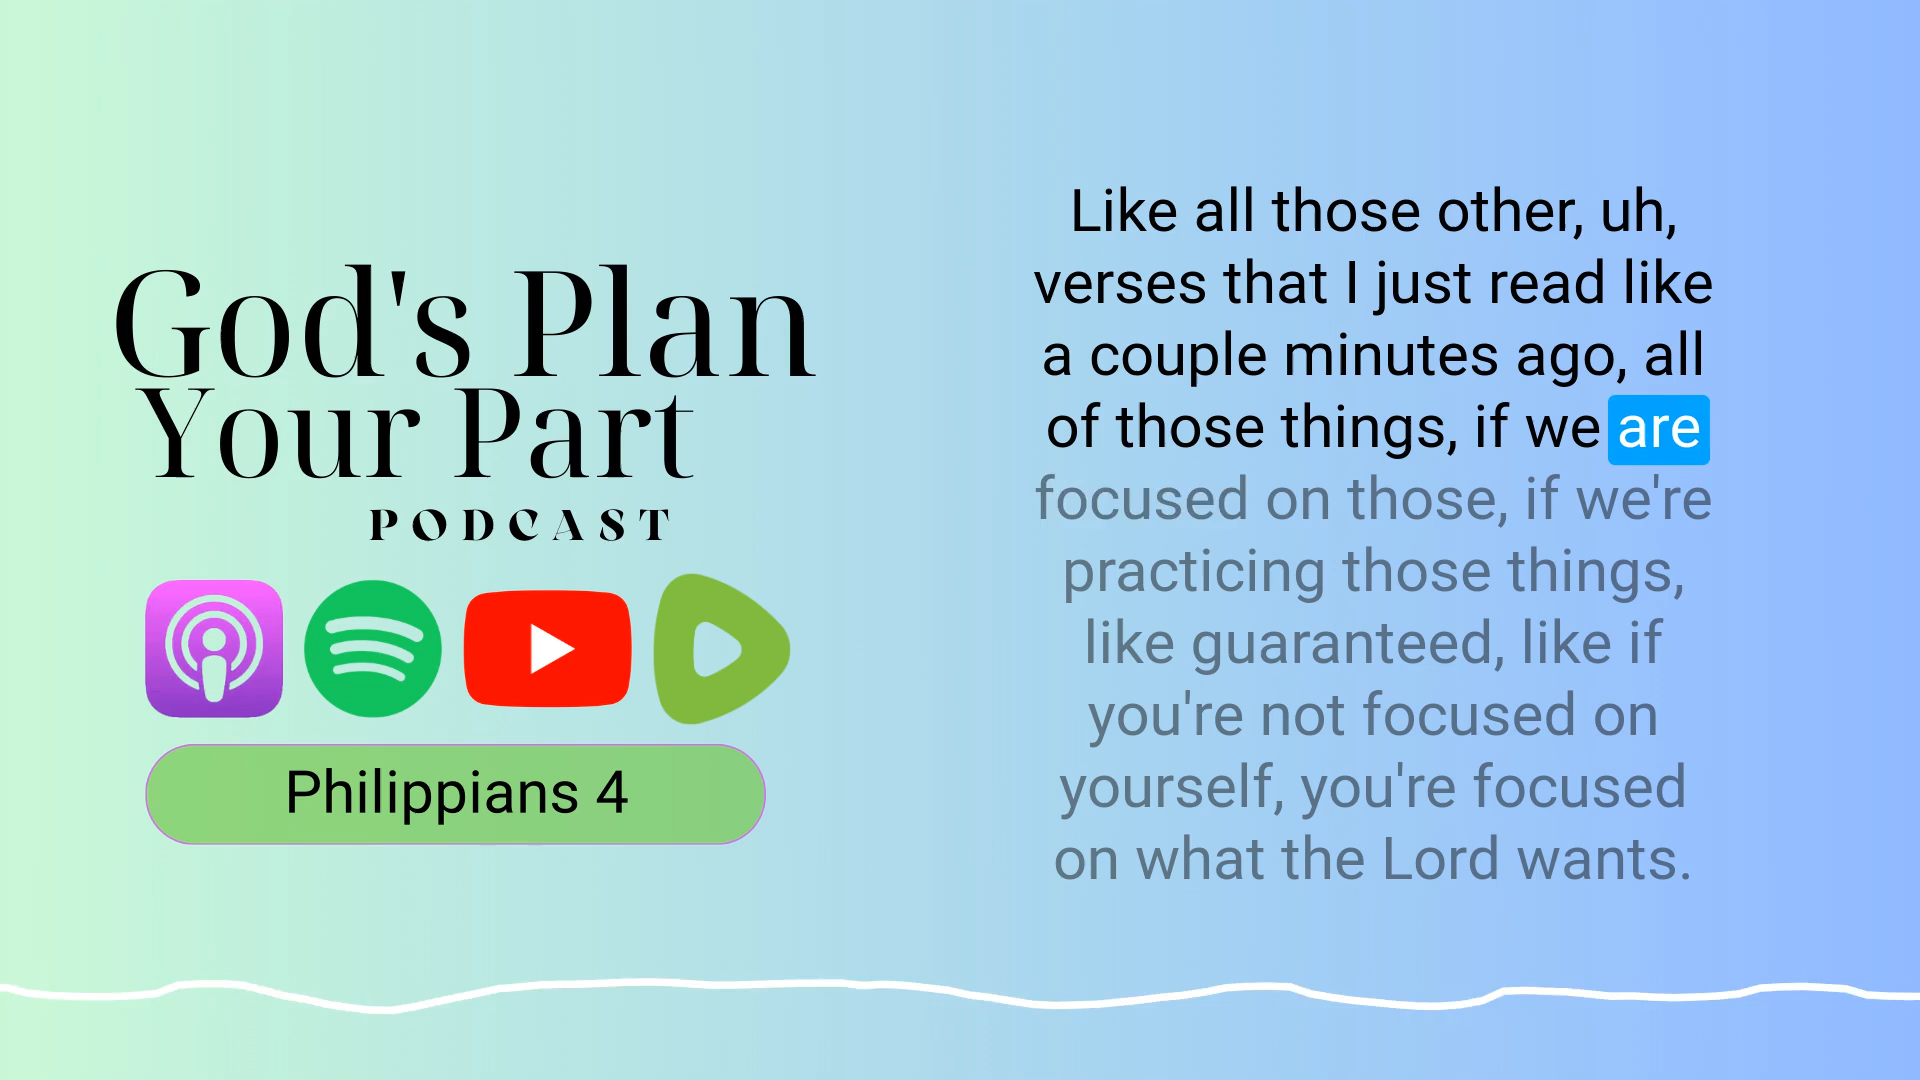 God's Plan
Your Part
PODCAST
Philippians 4
Like all those other, uh,
verses that I just read like
a couple minutes ago, all
of those things, if we are
focused on those, if we're
practicing those things,
like guaranteed, like if
you're not focused on
yourself, you're focused
on what the Lord wants.